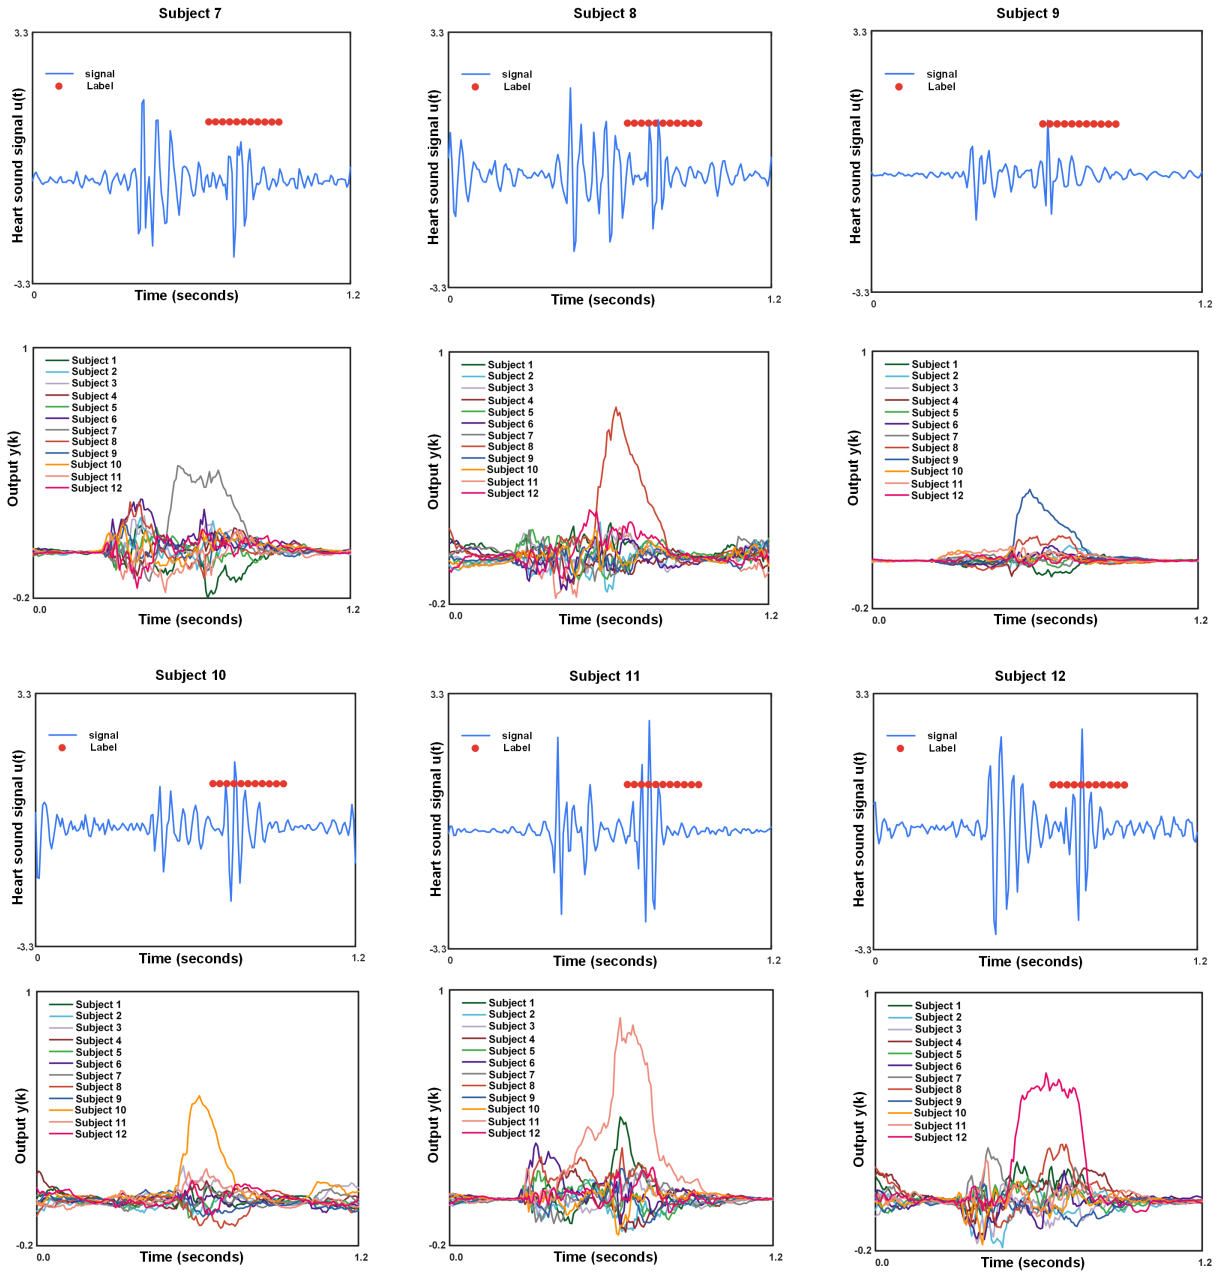 Subject 7
3.3
signal
Label
Heart sound signal u(t)
-3.3
0
Time (seconds)
1.2
Subject 8
3.3
signal
Label
Heart sound signal u(t)
-3.3
0
Time (seconds)
1.2
Subject 9
3.3
signal
Label
Heart sound signal u(t)
-3.3
0
Time (seconds)
1.2
1
Subject 1
Subject 2
Subject 3
Subject 4
Subject 5
Subject 6
Subject 7
Subject 8
Subject 9
Subject 10
Subject 11
Subject 12
Output y(k)
-0.2
0.0
Time (seconds)
1.2
1
Subject 1
Subject 2
Subject 3
Subject 4
Subject 5
Subject 6
Subject 7
Subject 8
Subject 9
Subject 10
Subject 11
Subject 12
Output y(k)
-0.2
0.0
Time (seconds)
1.2
1
Subject 1
Subject 2
Subject 3
Subject 4
Subject 5
Subject 6
Subject 7
Subject 8
Subject 9
Subject 10
Subject 11
Subject 12
Output y(k)
-0.2
0.0
Time (seconds)
1.2
Subject 10
3.3
signal
Label
Heart sound signal u(t)
-3.3
0
Time (seconds)
1.2
Subject 11
3.3
signal
Label
Heart sound signal u(t)
-3.3
0
Time (seconds)
1.2
Subject 12
3.3
signal
Label
Heart sound signal u(t)
-3.3
0
Time (seconds)
1.2
1
Subject 1
Subject 2
Subject 3
Subject 4
Subject 5
Subject 6
Subject 7
Subject 8
Subject 9
Subject 10
Subject 11
Subject 12
Output y(k)
-0.2
0.0
Time (seconds)
1.2
1
Subject 1
Subject 2
Subject 3
Subject 4
Subject 5
Subject 6
Subject 7
Subject 8
Subject 9
Subject 10
Subject 11
Subject 12
Output y(k)
-0.2
0.0
Time (seconds)
1.2
1
Subject 1
Subject 2
Subject 3
Subject 4
Subject 5
Subject 6
Subject 7
Subject 8
Subject 9
Subject 10
Subject 11
Subject 12
Output y(k)
-0.2
0.0
Time (seconds)
1.2